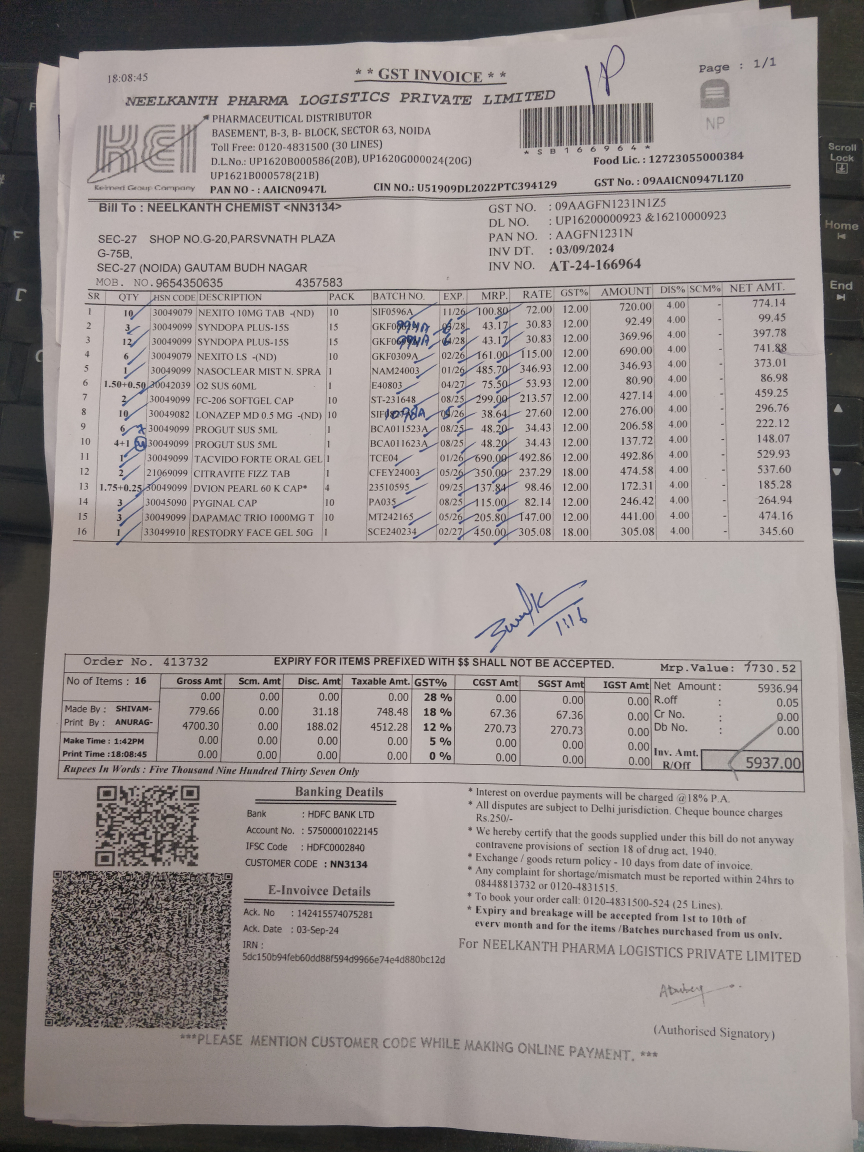 18:08:45
* * GST INVOICE * *
Page : 1/1
NEELKANTH PHARMA LOGISTICS PRIVATE LIMITED
KEI
Keimed Group Company
PHARMACEUTICAL DISTRIBUTOR
BASEMENT, B-3, B- BLOCK, SECTOR 63, NOIDA
Toll Free: 0120-4831500 (30 LINES)
D.L.No.: UP1620B000586(20B), UP1620G000024(20G)
UP1621B000578(21B)
PAN NO - : AAICN0947L
CIN NO.: U51909DL2022PTC394129
* S B 1 6 6 9 6 4 *
NP
Food Lic. : 12723055000384
GST No. : 09AAICN0947L1Z0
Bill To : NEELKANTH CHEMIST <NN3134>
SEC-27 SHOP NO.G-20,PARSVNATH PLAZA
G-75B,
SEC-27 (NOIDA) GAUTAM BUDH NAGAR
MOB. NO.9654350635 4357583
GST NO. : 09AAGFN1231N1Z5
DL NO. : UP16200000923 &16210000923
PAN NO. : AAGFN1231N
INV DT. : 03/09/2024
INV NO. AT-24-166964
SR QTY HSN CODE DESCRIPTION PACK BATCH NO. EXP. MRP. RATE GST% AMOUNT DIS% SCM% NET AMT.
1 10 30049079 NEXITO 10MG TAB -(ND) 10 SIF0596A 11/26 100.80 72.00 12.00 720.00 4.00 - 774.14
2 3 30049099 SYNDOPA PLUS-15S 15 43.17 30.83 12.00 92.49 4.00 - 99.45
3 12 30049099 SYNDOPA PLUS-15S 15 43.17 30.83 12.00 369.96 4.00 - 397.78
4 6 30049079 NEXITO LS -(ND) 10 GKF0309A 02/26 161.00 115.00 12.00 690.00 4.00 - 741.88
5 1 30049099 NASOCLEAR MIST N. SPRA 1 NAM24003 01/26 485.70 346.93 12.00 346.93 4.00 - 373.01
6 1.50+0.50 30042039 O2 SUS 60ML 1 E40803 04/27 75.50 53.93 12.00 80.90 4.00 - 86.98
7 2 30049099 FC-206 SOFTGEL CAP 10 ST-231648 08/25 299.00 213.57 12.00 427.14 4.00 - 459.25
8 10 30049082 LONAZEP MD 0.5 MG -(ND) 10 38.64 27.60 12.00 276.00 4.00 - 296.76
9 6 30049099 PROGUT SUS 5ML 1 BCA011523A 08/25 48.20 34.43 12.00 206.58 4.00 - 222.12
10 4+1 30049099 PROGUT SUS 5ML 1 BCA011623A 08/25 48.20 34.43 12.00 137.72 4.00 - 148.07
11 1 30049099 TACVIDO FORTE ORAL GEL 1 TCE04 01/26 690.00 492.86 12.00 492.86 4.00 - 529.93
12 2 21069099 CITRAVITE FIZZ TAB 1 CFEY24003 05/26 350.00 237.29 18.00 474.58 4.00 - 537.60
13 1.75+0.25 30049099 DVION PEARL 60 K CAP* 4 23510595 09/25 137.84 98.46 12.00 172.31 4.00 - 185.28
14 3 30045090 PYGINAL CAP 10 PA035 08/25 115.00 82.14 12.00 246.42 4.00 - 264.94
15 3 30049099 DAPAMAC TRIO 1000MG T 10 MT242165 05/26 205.80 147.00 12.00 441.00 4.00 - 474.16
16 1 33049910 RESTODRY FACE GEL 50G 1 SCE240234 02/27 450.00 305.08 18.00 305.08 4.00 - 345.60
Order No. 413732 EXPIRY FOR ITEMS PREFIXED WITH $$ SHALL NOT BE ACCEPTED. Mrp.Value: 7730.52
No of Items : 16 Gross Amt Scm. Amt Disc. Amt Taxable Amt. GST% CGST Amt SGST Amt IGST Amt Net Amount : 5936.94
0.00 0.00 0.00 0.00 28 % 0.00 0.00 0.00 R.off : 0.05
Made By : SHIVAM- 779.66 0.00 31.18 748.48 18 % 67.36 67.36 0.00 Cr No. : 0.00
Print By : ANURAG- 4700.30 0.00 188.02 4512.28 12 % 270.73 270.73 0.00 Db No. : 0.00
Make Time : 1:42PM 0.00 0.00 0.00 0.00 5 % 0.00 0.00 0.00
Print Time :18:08:45 0.00 0.00 0.00 0.00 0 % 0.00 0.00 0.00 Inv. Amt. R/Off 5937.00
Rupees In Words : Five Thousand Nine Hundred Thirty Seven Only
Banking Deatils
Bank : HDFC BANK LTD
Account No. : 57500001022145
IFSC Code : HDFC0002840
CUSTOMER CODE : NN3134
E-Invoivce Details
Ack. No : 142415574075281
Ack. Date : 03-Sep-24
IRN :
5dc150b94feb60dd88f594d9966e74e4d880bc12d
* Interest on overdue payments will be charged @18% P.A.
* All disputes are subject to Delhi jurisdiction. Cheque bounce charges
Rs.250/-
* We hereby certify that the goods supplied under this bill do not anyway
contravene provisions of section 18 of drug act, 1940.
* Exchange / goods return policy - 10 days from date of invoice.
* Any complaint for shortage/mismatch must be reported within 24hrs to
08448813732 or 0120-4831515.
* To book your order call: 0120-4831500-524 (25 Lines).
* Expiry and breakage will be accepted from 1st to 10th of
every month and for the items /Batches purchased from us only.
For NEELKANTH PHARMA LOGISTICS PRIVATE LIMITED
(Authorised Signatory)
***PLEASE MENTION CUSTOMER CODE WHILE MAKING ONLINE PAYMENT. ***
Scroll
Lock
Home
End